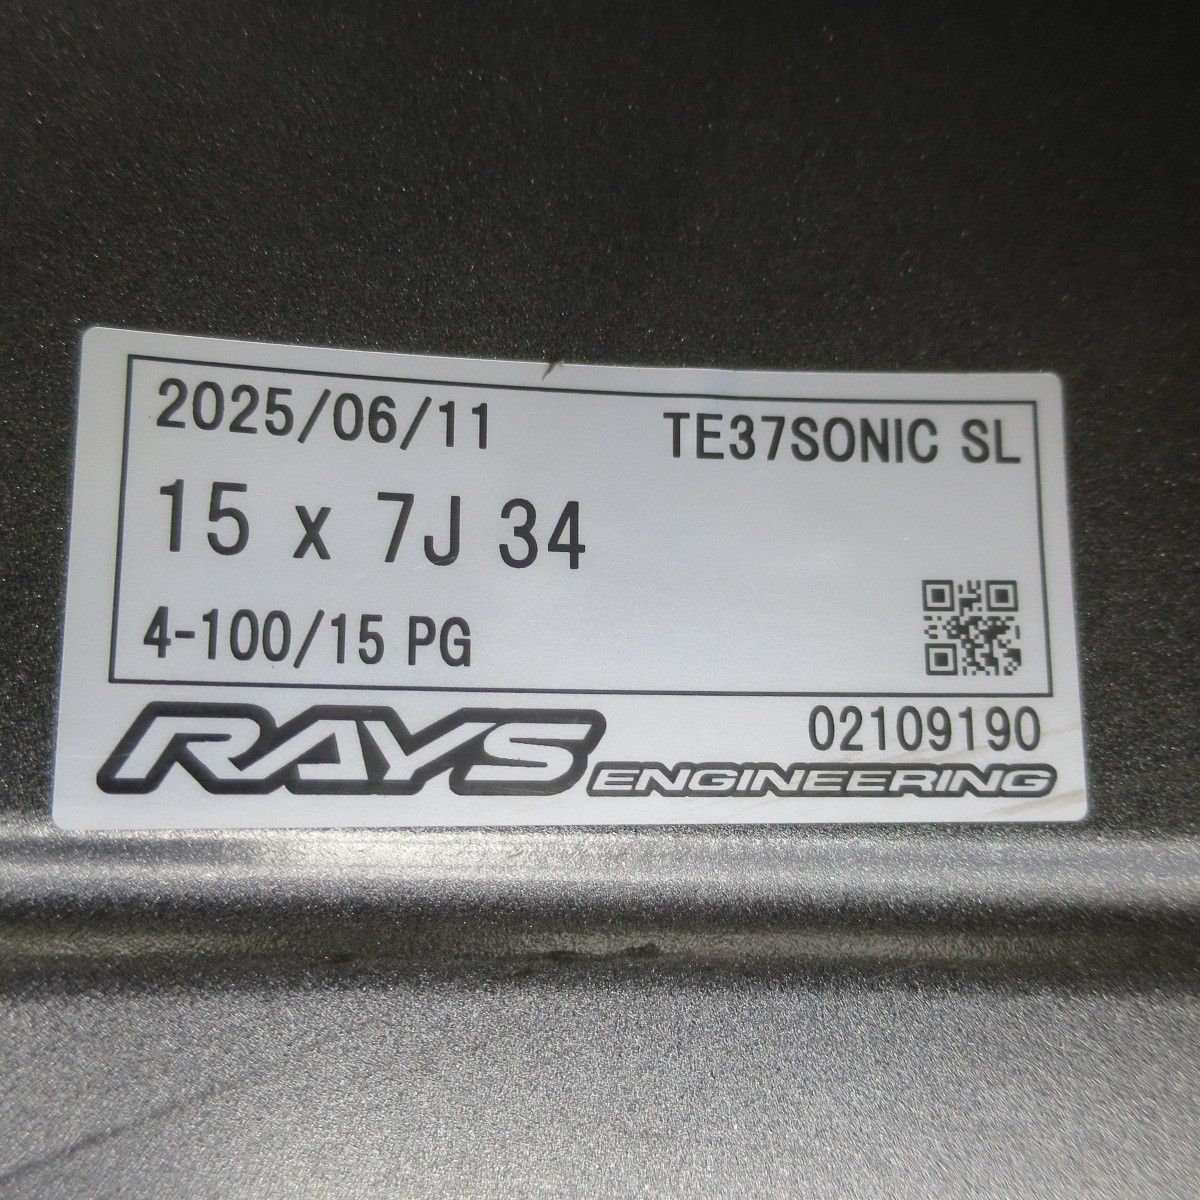 2025/06/11 TE37SONIC SL
15 x 7J 34
4-100/15 PG
02109190
RAYS ENGINEERING